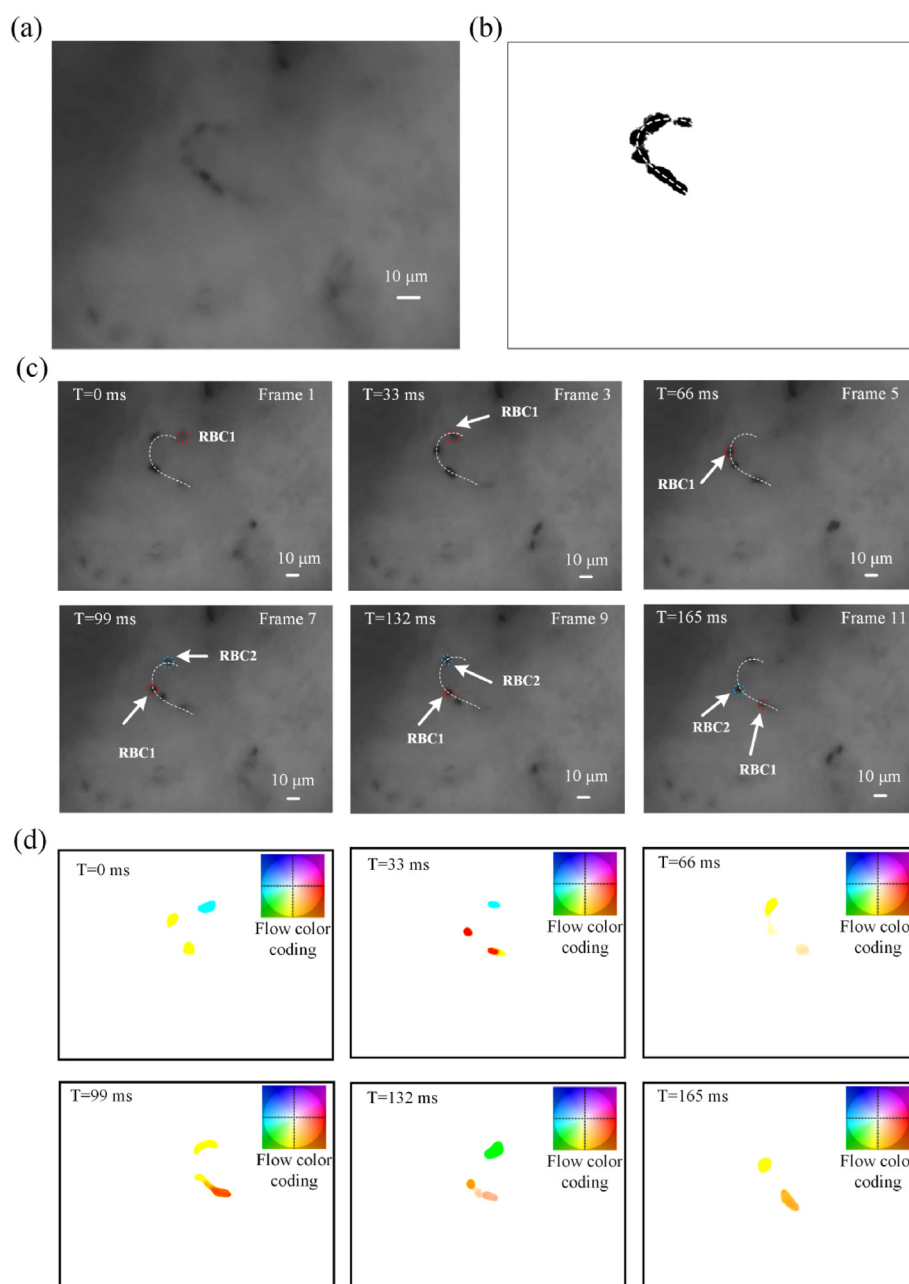 (a)
(b)
10 μm
(c)
T=0 ms
Frame 1
RBC1
10 μm
T=33 ms
Frame 3
RBC1
10 μm
T=66 ms
Frame 5
RBC1
10 μm
T=99 ms
Frame 7
RBC2
RBC1
10 μm
T=132 ms
Frame 9
RBC2
RBC1
10 μm
T=165 ms
Frame 11
RBC2
RBC1
10 μm
(d)
T=0 ms
Flow color
coding
T=33 ms
Flow color
coding
T=66 ms
Flow color
coding
T=99 ms
Flow color
coding
T=132 ms
Flow color
coding
T=165 ms
Flow color
coding